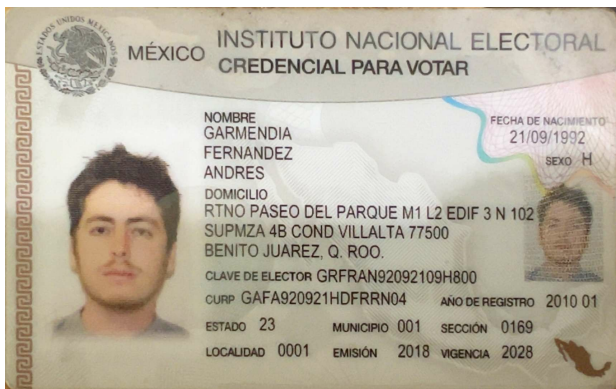 ESTADOS UNIDOS MEXICANOS
MÉXICO INSTITUTO NACIONAL ELECTORAL
CREDENCIAL PARA VOTAR
NOMBRE
GARMENDIA
FERNANDEZ
ANDRES
FECHA DE NACIMIENTO
21/09/1992
SEXO H
DOMICILIO
RTNO PASEO DEL PARQUE M1 L2 EDIF 3 N 102
SUPMZA 4B COND VILLALTA 77500
BENITO JUAREZ, Q. ROO.
CLAVE DE ELECTOR GRFRAN92092109H800
CURP GAFA920921HDFRRN04 AÑO DE REGISTRO 2010 01
ESTADO 23 MUNICIPIO 001 SECCIÓN 0169
LOCALIDAD 0001 EMISIÓN 2018 VIGENCIA 2028